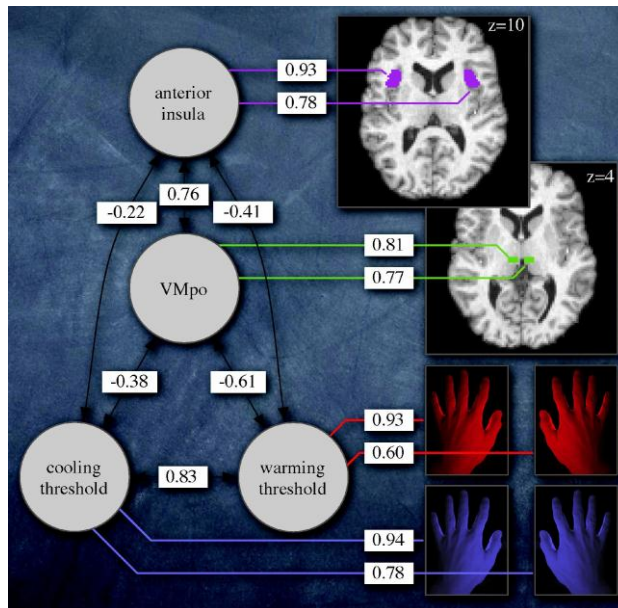 z=10
0.93
anterior
insula
0.78
z=4
-0.22
0.76
-0.41
0.81
VMpo
0.77
-0.38
-0.61
0.93
cooling
threshold
0.83
warming
threshold
0.60
0.94
0.78